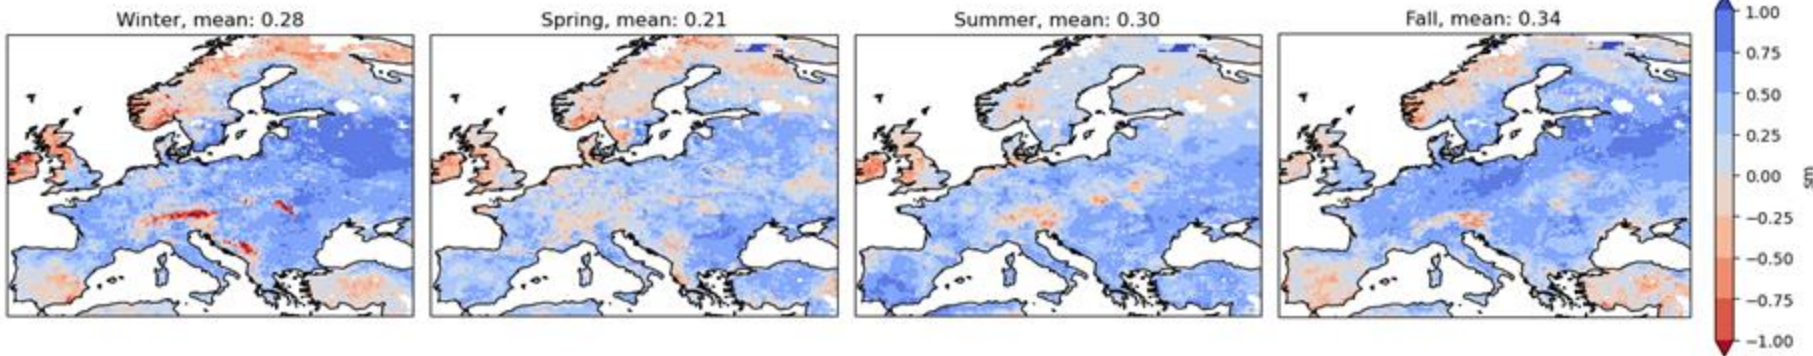 Winter, mean: 0.28
Spring, mean: 0.21
Summer, mean: 0.30
Fall, mean: 0.34
1.00
0.75
0.50
0.25
0.00
−0.25
−0.50
−0.75
−1.00
sm